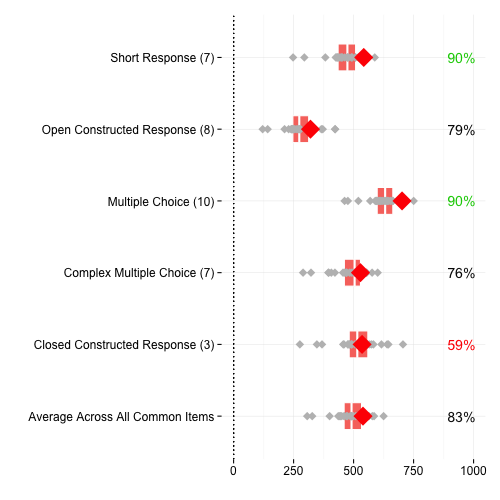 Short Response (7) 90%
Open Constructed Response (8) 79%
Multiple Choice (10) 90%
Complex Multiple Choice (7) 76%
Closed Constructed Response (3) 59%
Average Across All Common Items 83%
0 250 500 750 1000